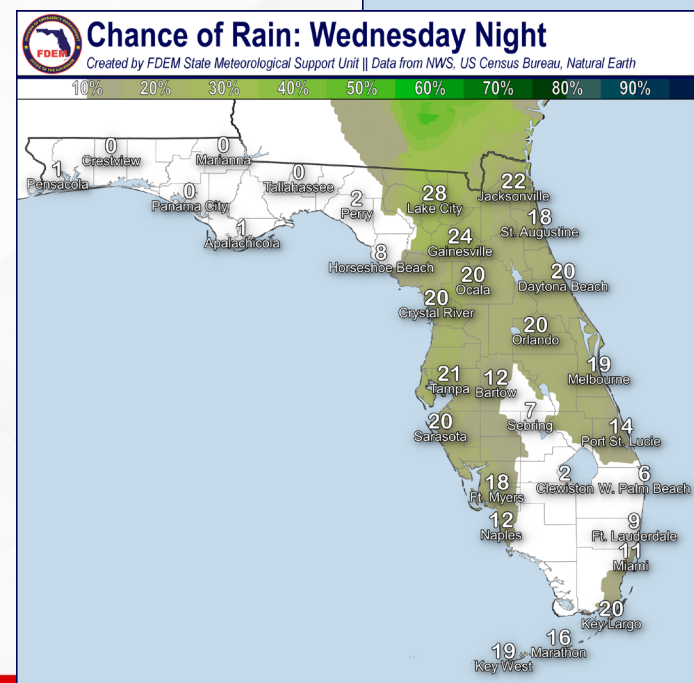 FDEM
Chance of Rain: Wednesday Night
Created by FDEM State Meteorological Support Unit || Data from NWS, US Census Bureau, Natural Earth
10% 20% 30% 40% 50% 60% 70% 80% 90%
0
Crestview
0
Marianna
1
Pensacola
0
Tallahassee
0
Panama City
2
Perry
1
Apalachicola
28
Lake City
22
Jacksonville
18
St. Augustine
24
Gainesville
8
Horseshoe Beach
20
Ocala
20
Daytona Beach
20
Crystal River
20
Orlando
19
Melbourne
21
Tampa
12
Bartow
7
Sebring
20
Sarasota
14
Port St. Lucie
18
Ft. Myers
2
Clewiston
6
W. Palm Beach
12
Naples
9
Ft. Lauderdale
11
Miami
20
Key Largo
16
Marathon
19
Key West